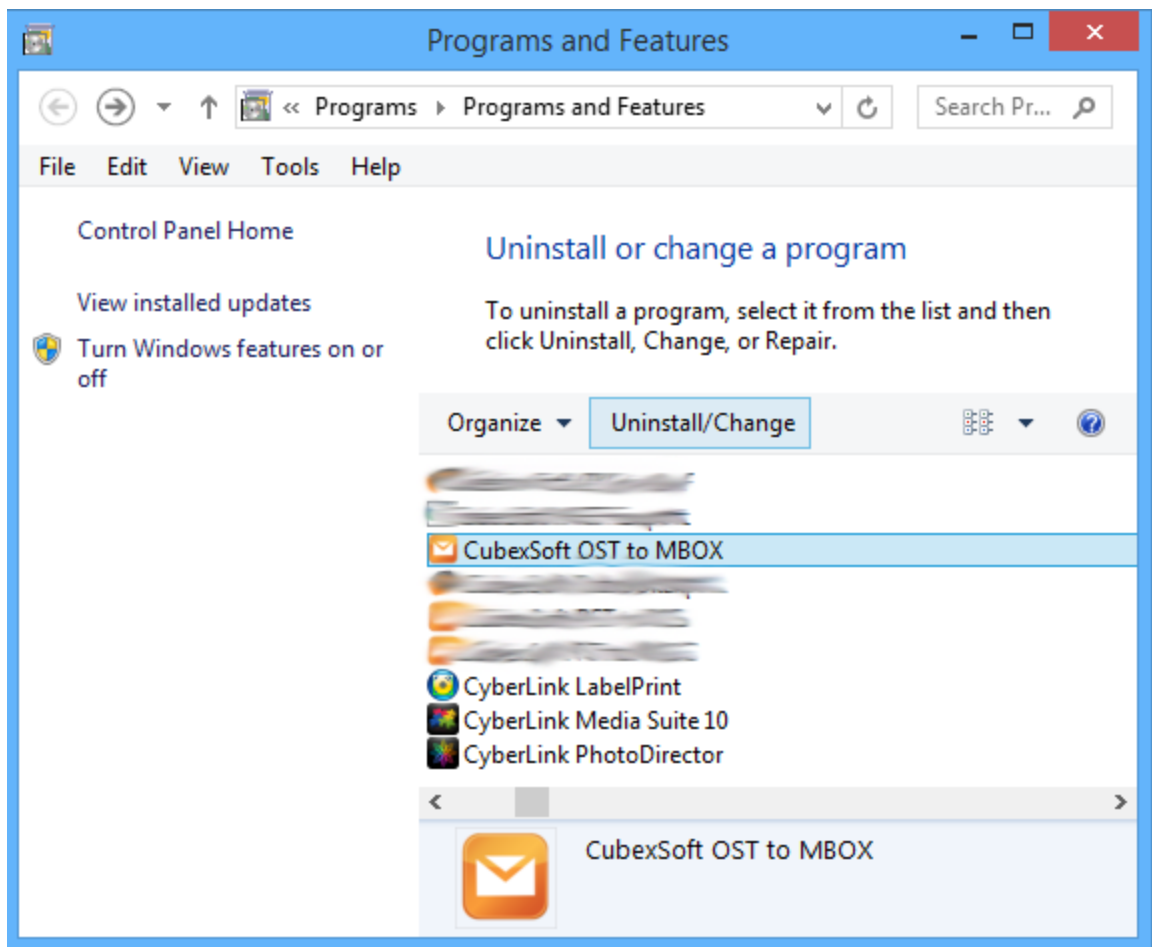 Programs and Features
« Programs Programs and Features Search Pr...
File Edit View Tools Help
Control Panel Home
View installed updates
Turn Windows features on or
off
Uninstall or change a program
To uninstall a program, select it from the list and then
click Uninstall, Change, or Repair.
Organize Uninstall/Change
CubexSoft OST to MBOX
CyberLink LabelPrint
CyberLink Media Suite 10
CyberLink PhotoDirector
CubexSoft OST to MBOX